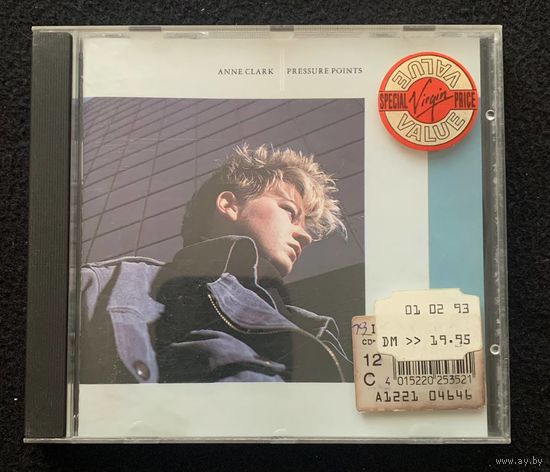 ANNE CLARK PRESSURE POINTS
VALUE
SPECIAL Virgin PRICE
VALUE
01 02 93
DM >> 19.95
12
C
4 015220 253521
A1221 04646
www.ay.by